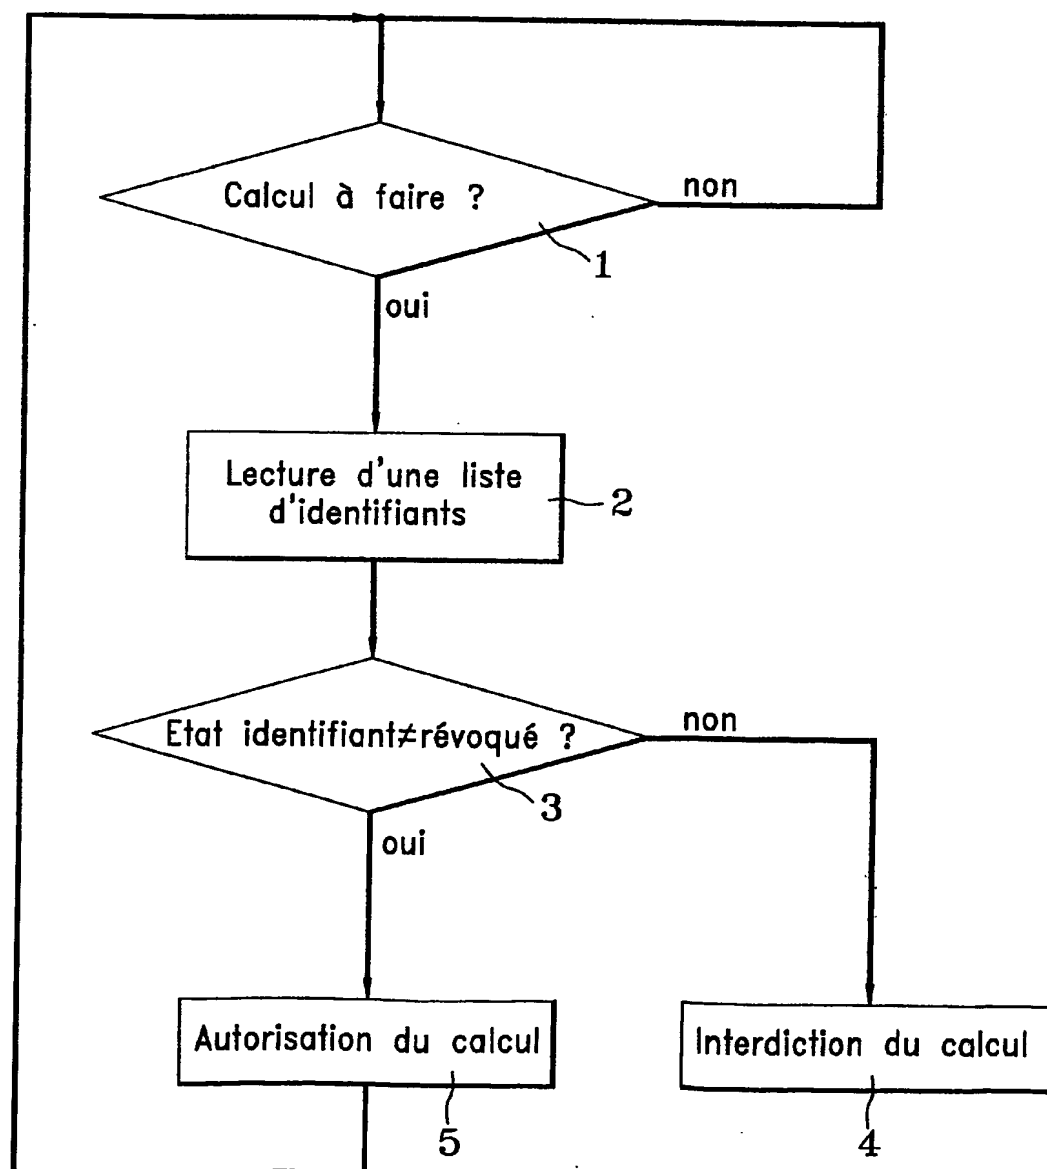 Calcul à faire ?
non
1
oui
Lecture d'une liste
d'identifiants
2
Etat identifiant≠révoqué ?
non
3
oui
Autorisation du calcul
5
Interdiction du calcul
4